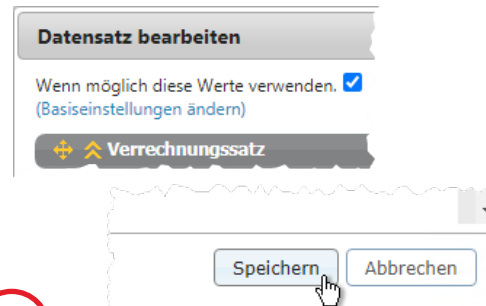 Datensatz bearbeiten
Wenn möglich diese Werte verwenden.
(Basiseinstellungen ändern)
Verrechnungssatz
Speichern Abbrechen